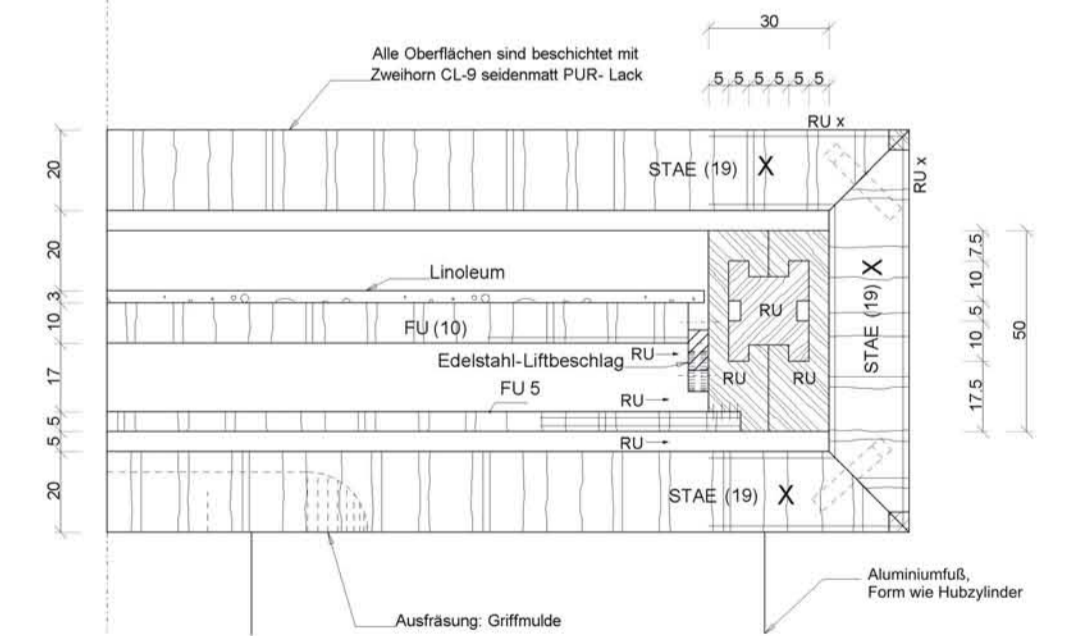 30
Alle Oberflächen sind beschichtet mit
Zweihorn CL-9 seidenmatt PUR- Lack
5 5 5 5 5 5
RU x
RU x
20
STAE (19) X
20
Linoleum
3
10
FU (10)
RU
STAE (19) X
7.5
10
5
10
17.5
50
Edelstahl-Liftbeschlag
RU
17
RU
RU
FU 5
RU
5
5
RU
20
STAE (19) X
Aluminiumfuß,
Form wie Hubzylinder
Ausfräsung: Griffmulde